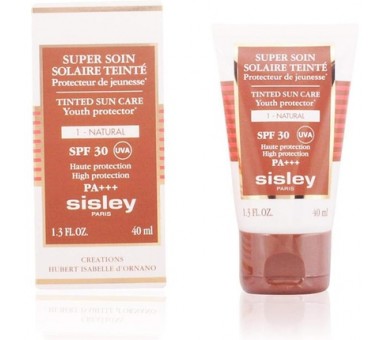 SUPER SOIN
SOLAIRE TEINTÉ
Protecteur de jeunesse*
TINTED SUN CARE
Youth protector*
1 - NATURAL
SPF 30 UVA
Haute protection
High protection
PA+++
sisley
PARIS
1.3 FL.OZ. 40 ml
CREATIONS
HUBERT ISABELLE d'ORNANO
SUPER SOIN
SOLAIRE TEINTÉ
Protecteur de jeunesse*
TINTED SUN CARE
Youth protector*
1 - NATURAL
SPF 30 UVA
Haute protection
High protection
PA+++
sisley
PARIS
1.3 FL.OZ. 40 ml